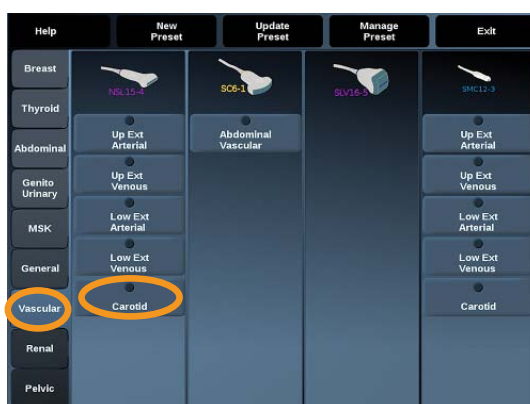 Help
New
Preset
Update
Preset
Manage
Preset
Exit
Breast
Thyroid
Abdominal
Genito
Urinary
MSK
General
Vascular
Renal
Pelvic
NSL15-4
Up Ext
Arterial
Up Ext
Venous
Low Ext
Arterial
Low Ext
Venous
Carotid
SC6-1
Abdominal
Vascular
SLV16-5
SMC12-3
Up Ext
Arterial
Up Ext
Venous
Low Ext
Arterial
Low Ext
Venous
Carotid